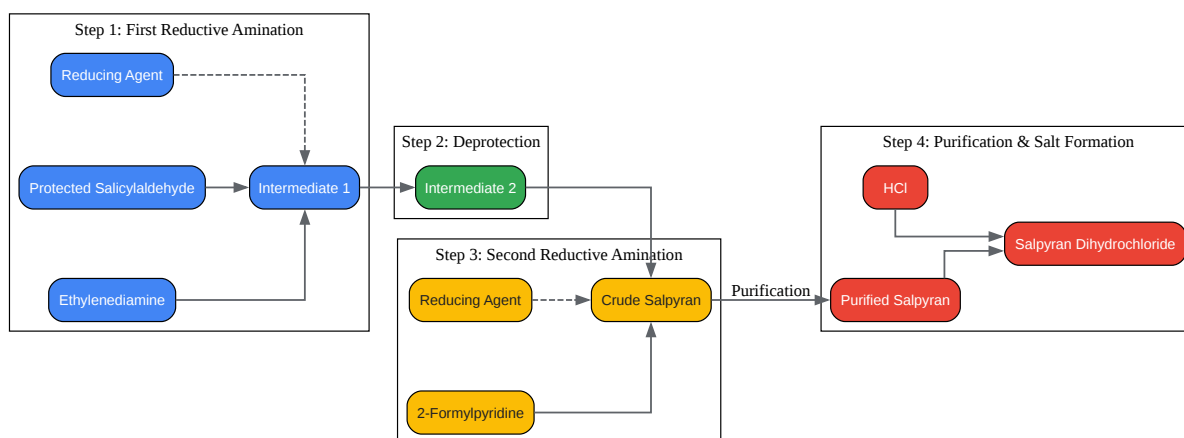 Step 1: First Reductive Amination
Reducing Agent
Protected Salicylaldehyde
Intermediate 1
Ethylenediamine
Step 2: Deprotection
Intermediate 2
Step 3: Second Reductive Amination
Reducing Agent
Crude Salpyran
2-Formylpyridine
Purification
Step 4: Purification & Salt Formation
HCl
Salpyran Dihydrochloride
Purified Salpyran